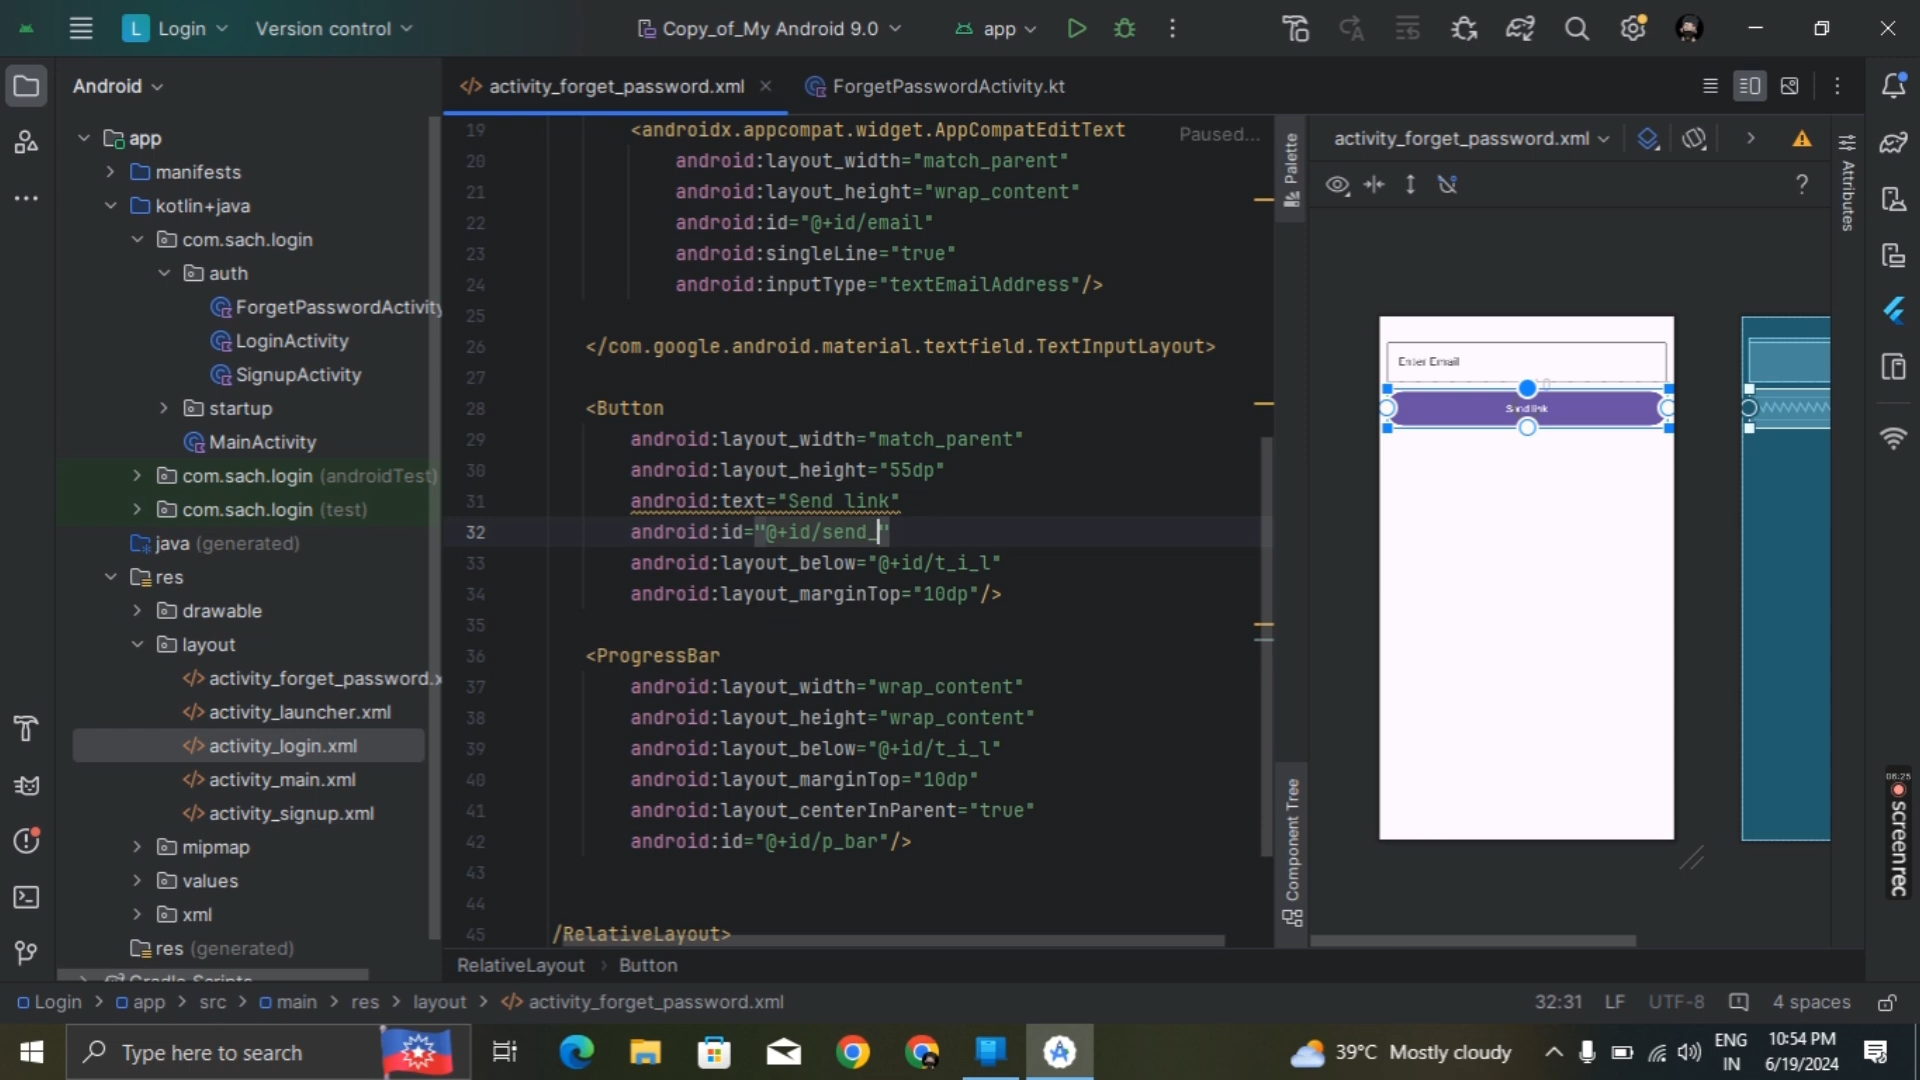 L Login Version control Copy_of_My Android 9.0 app
Android
activity_forget_password.xml
ForgetPasswordActivity.kt
app
manifests
kotlin+java
com.sach.login
auth
ForgetPasswordActivity
LoginActivity
SignupActivity
startup
MainActivity
com.sach.login (androidTest)
com.sach.login (test)
java (generated)
res
drawable
layout
activity_forget_password.x
activity_launcher.xml
activity_login.xml
activity_main.xml
activity_signup.xml
mipmap
values
xml
res (generated)
Gradle Scripts
19 <androidx.appcompat.widget.AppCompatEditText Paused...
20 android:layout_width="match_parent"
21 android:layout_height="wrap_content"
22 android:id="@+id/email"
23 android:singleLine="true"
24 android:inputType="textEmailAddress"/>
25
26 </com.google.android.material.textfield.TextInputLayout>
27
28 <Button
29 android:layout_width="match_parent"
30 android:layout_height="55dp"
31 android:text="Send link"
32 android:id="@+id/send_"
33 android:layout_below="@+id/t_i_l"
34 android:layout_marginTop="10dp"/>
35
36 <ProgressBar
37 android:layout_width="wrap_content"
38 android:layout_height="wrap_content"
39 android:layout_below="@+id/t_i_l"
40 android:layout_marginTop="10dp"
41 android:layout_centerInParent="true"
42 android:id="@+id/p_bar"/>
43
44
45 /RelativeLayout>
RelativeLayout > Button
Palette
Component Tree
activity_forget_password.xml
?
Attributes
Enter Email
Send link
06:25
screenrec
Login > app > src > main > res > layout > activity_forget_password.xml
32:31 LF UTF-8 4 spaces
Type here to search
39°C Mostly cloudy
ENG
IN
10:54 PM
6/19/2024